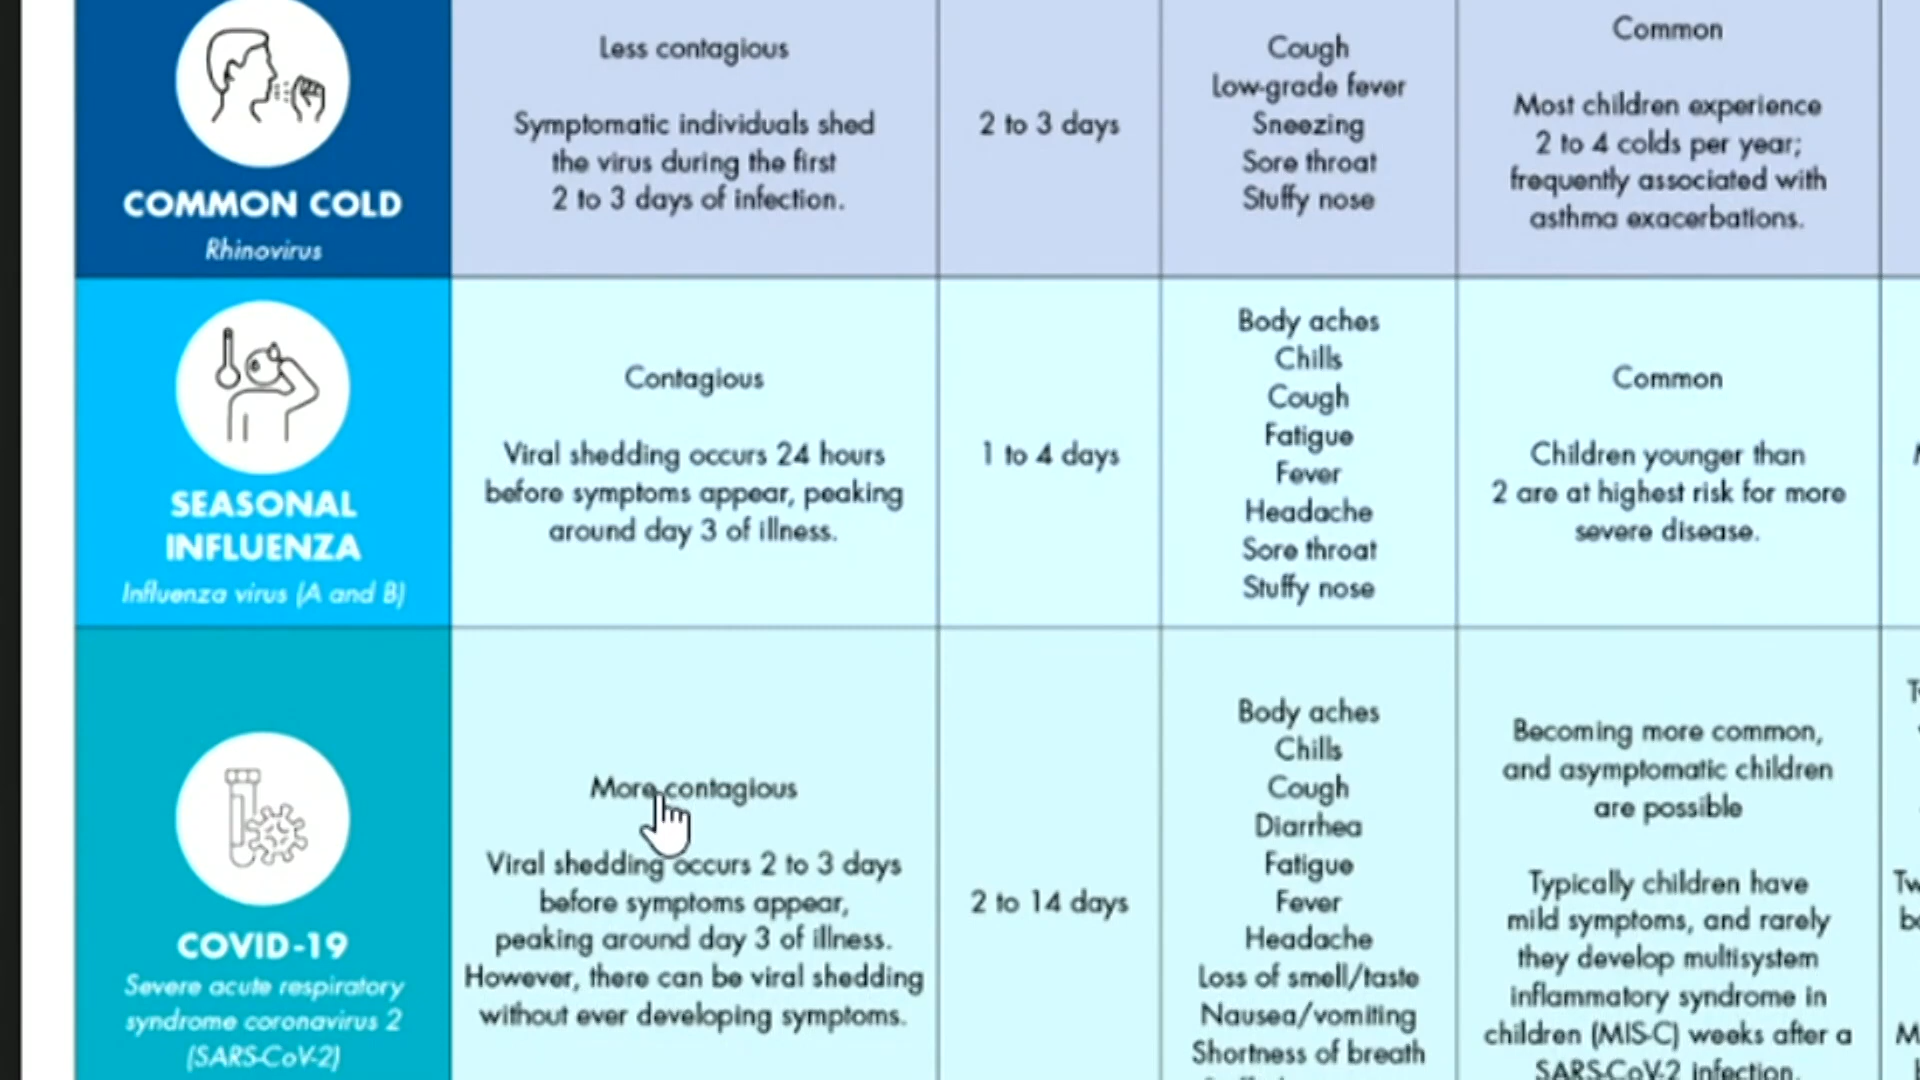 COMMON COLD
Rhinovirus
Less contagious
Symptomatic individuals shed
the virus during the first
2 to 3 days of infection.
2 to 3 days
Cough
Low-grade fever
Sneezing
Sore throat
Stuffy nose
Common
Most children experience
2 to 4 colds per year;
frequently associated with
asthma exacerbations.
SEASONAL
INFLUENZA
Influenza virus (A and B)
Contagious
Viral shedding occurs 24 hours
before symptoms appear, peaking
around day 3 of illness.
1 to 4 days
Body aches
Chills
Cough
Fatigue
Fever
Headache
Sore throat
Stuffy nose
Common
Children younger than
2 are at highest risk for more
severe disease.
COVID-19
Severe acute respiratory
syndrome coronavirus 2
(SARS-CoV-2)
More contagious
Viral shedding occurs 2 to 3 days
before symptoms appear,
peaking around day 3 of illness.
However, there can be viral shedding
without ever developing symptoms.
2 to 14 days
Body aches
Chills
Cough
Diarrhea
Fatigue
Fever
Headache
Loss of smell/taste
Nausea/vomiting
Shortness of breath
Becoming more common,
and asymptomatic children
are possible
Typically children have
mild symptoms, and rarely
they develop multisystem
inflammatory syndrome in
children (MIS-C) weeks after a
SARS-CoV-2 infection.